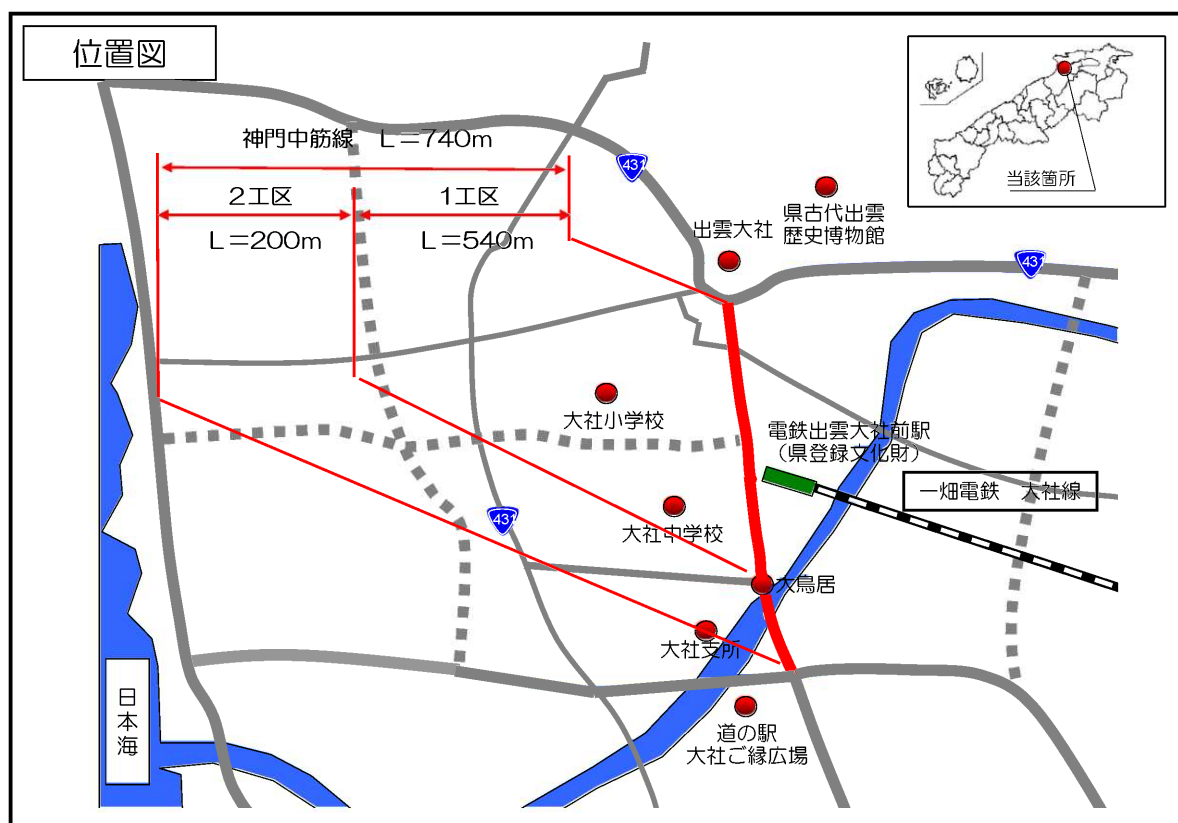 位置図
神門中筋線 L=740m
2工区
1工区
L=200m
L=540m
431
当該箇所
県古代出雲
歴史博物館
出雲大社
431
大社小学校
電鉄出雲大社前駅
(県登録文化財)
一畑電鉄 大社線
431
大社中学校
大鳥居
大社支所
日本海
道の駅
大社ご縁広場